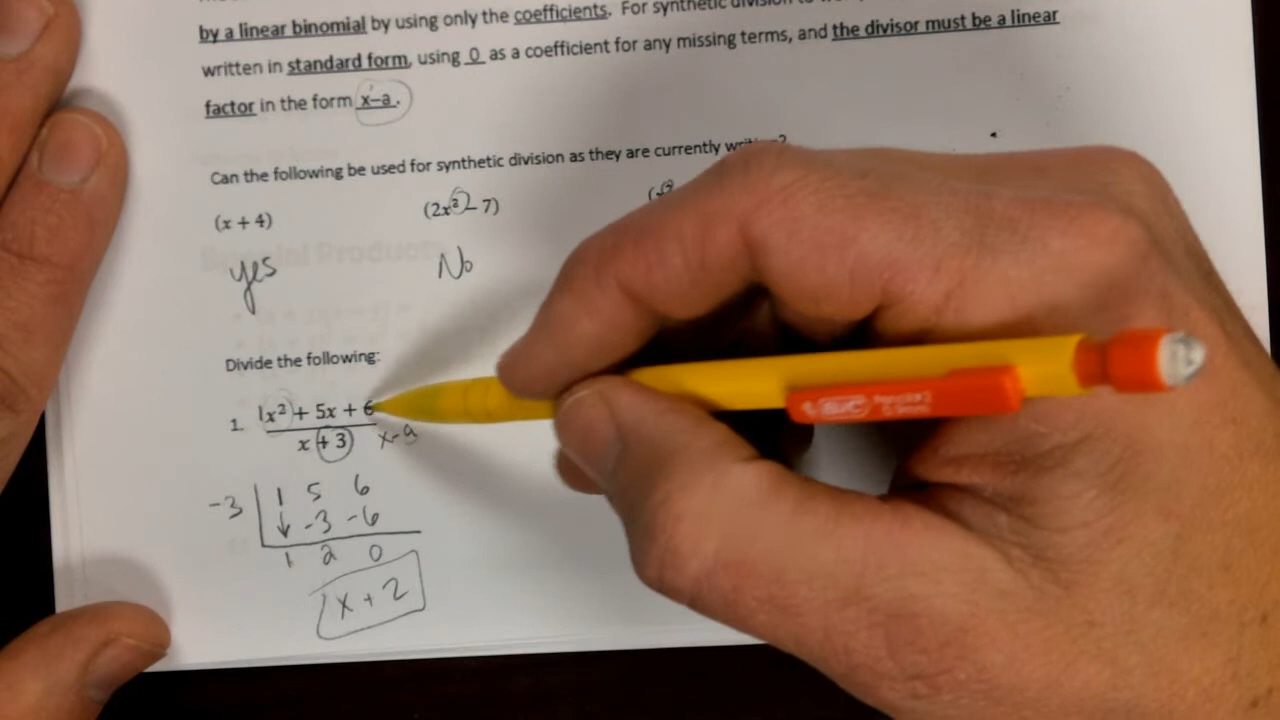 by a linear binomial by using only the coefficients. For synthetic division to
written in standard form, using 0 as a coefficient for any missing terms, and the divisor must be a linear
factor in the form x-a.
Can the following be used for synthetic division as they are currently
(x + 4) (2x² - 7)
yes No
Divide the following:
1. 1x² + 5x + 6
x + 3 x-a
-3 1 5 6
↓ -3 -6
1 2 0
x + 2
BIC